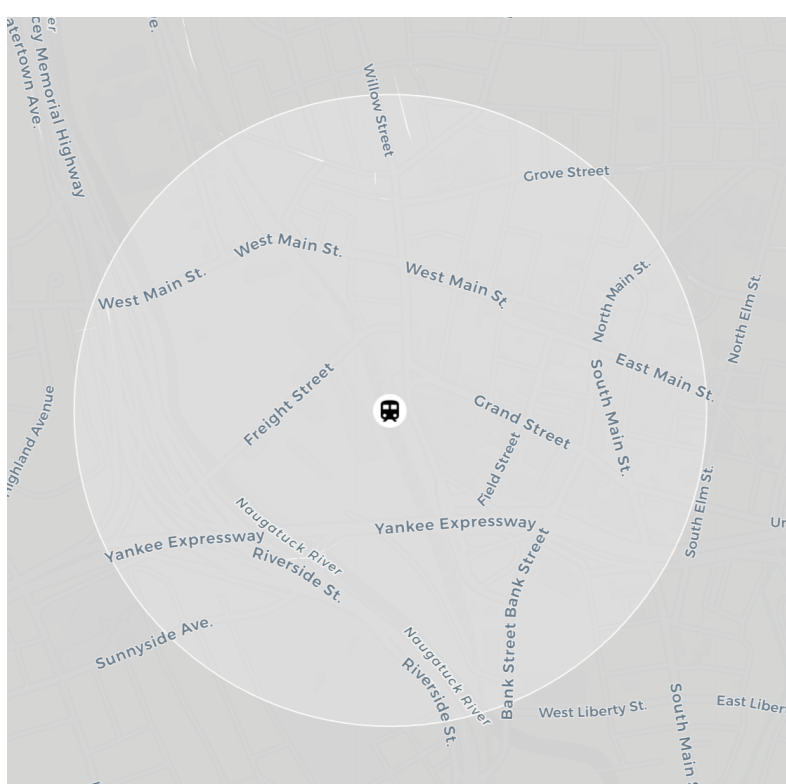 Willow Street
Grove Street
West Main St.
West Main St.
West Main St.
North Main St.
North Elm St.
East Main St.
South Main St.
Freight Street
Grand Street
Field Street
Naugatuck River
Yankee Expressway
Yankee Expressway
Riverside St.
Bank Street
Bank Street
South Elm St.
Sunnyside Ave.
Naugatuck River
Riverside St.
West Liberty St.
South Main S
East Liber
cey Memorial Highway
atertown Ave.
Highland Avenue